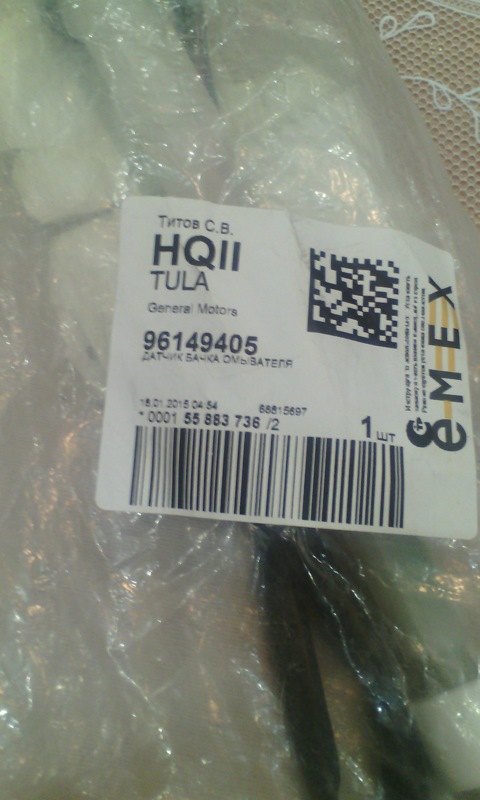 Титов С.В.
HQII
TULA
General Motors
96149405
ДАТЧИК БАЧКА ОМЫВАТЕЛЯ
16.01.2015 04:54 68815697
* 0001 55 883 736 /2
1 шт
eMEX